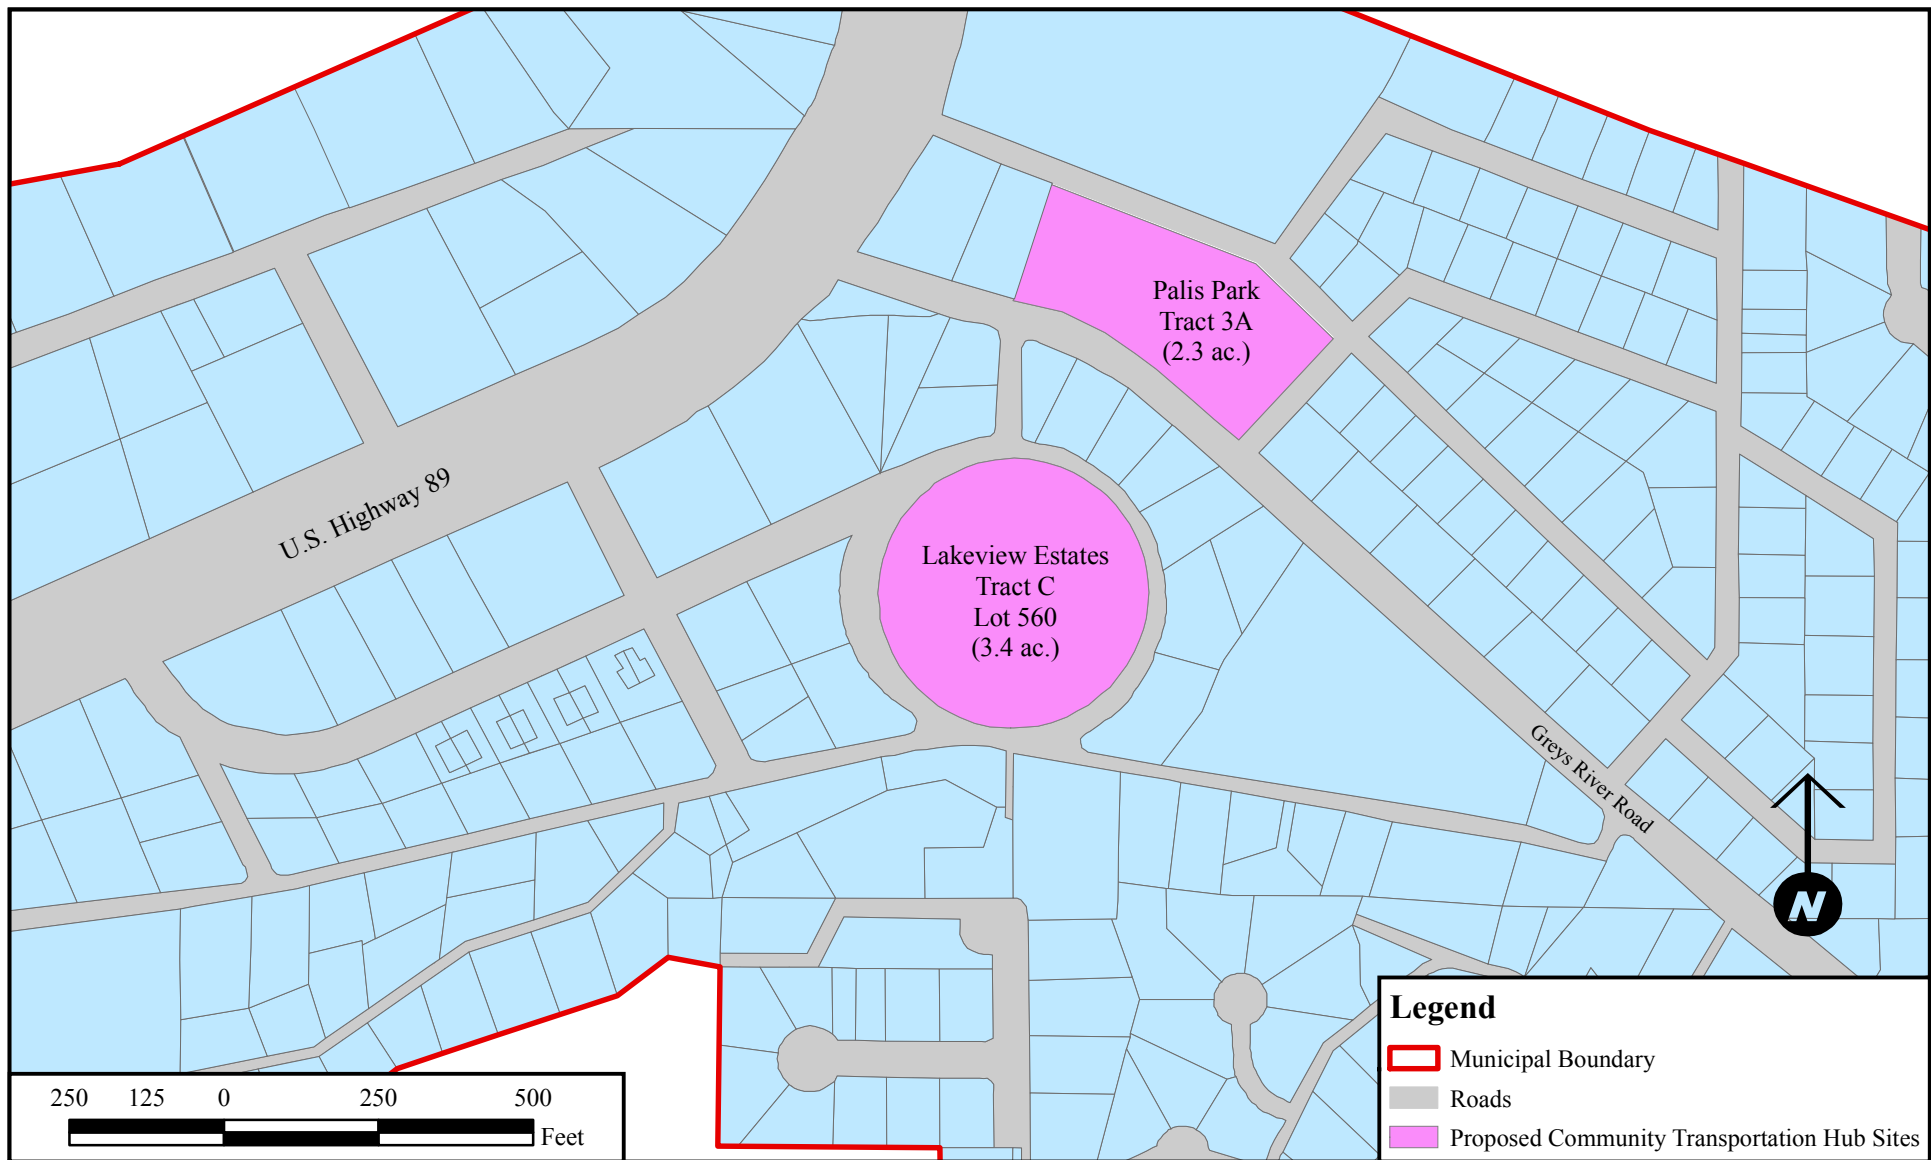 Palis Park
Tract 3A
(2.3 ac.)
U.S. Highway 89
Lakeview Estates
Tract C
Lot 560
(3.4 ac.)
Greys River Road
N
Legend
Municipal Boundary
Roads
Proposed Community Transportation Hub Sites
250 125 0 250 500
Feet